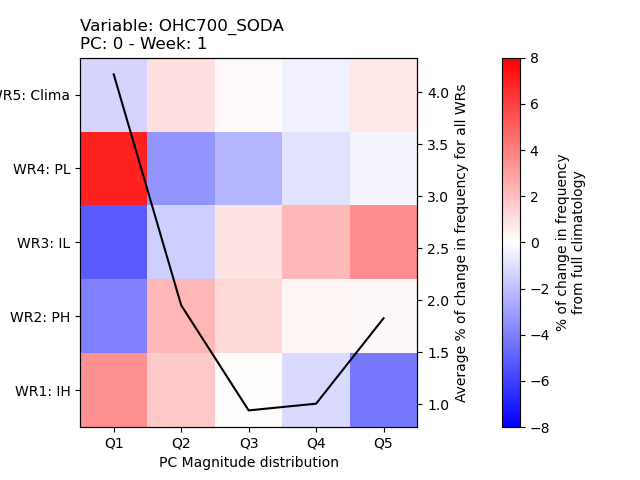 Variable: OHC700_SODA
PC: 0 - Week: 1
WR5: Clima
WR4: PL
WR3: IL
WR2: PH
WR1: IH
Q1 Q2 Q3 Q4 Q5
PC Magnitude distribution
4.0
3.5
3.0
2.5
2.0
1.5
1.0
Average % of change in frequency for all WRs
8
6
4
2
0
−2
−4
−6
−8
% of change in frequency
from full climatology